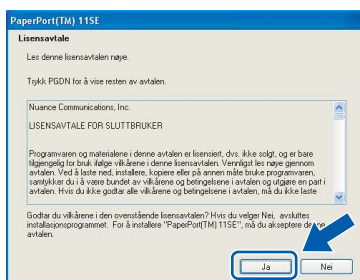 PaperPort(TM) 11SE
Lisensavtale
Les denne lisensavtalen nøye.
Trykk PGDN for å vise resten av avtalen.
Nuance Communications, Inc.
LISENSAVTALE FOR SLUTTBRUKER
Programvaren og materialene i denne avtalen er lisensiert, dvs. ikke solgt, og er bare
tilgjengelig for bruk ifølge vilkårene i denne lisensavtalen. Vennligst les nøye gjennom
avtalen. Ved å laste ned, installere, kopiere eller på annen måte bruke programvaren,
samtykker du i å være bundet av vilkårene og betingelsene i avtalen og utgjøre en part i
avtalen. Hvis du ikke godtar alle vilkårene og betingelsene i avtalen, må du ikke laste
Godtar du vilkårene i den ovenstående lisensavtalen? Hvis du velger Nei, avsluttes
installasjonsprogrammet. For å installere "PaperPort(TM) 11SE", må du akseptere denne
avtalen.
Ja
Nei